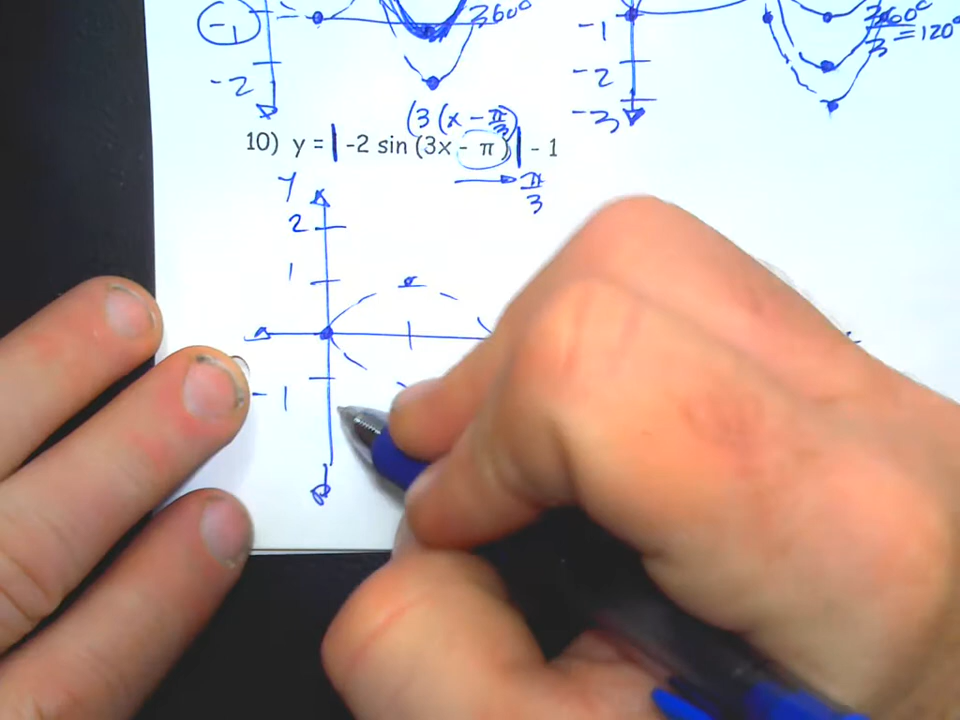 -1 360° -1 360°
3 = 120°
-2 -2
-3
(3(x - π/3)
10) y = | -2 sin (3x - π) | - 1
π/3
y
2
1
-1